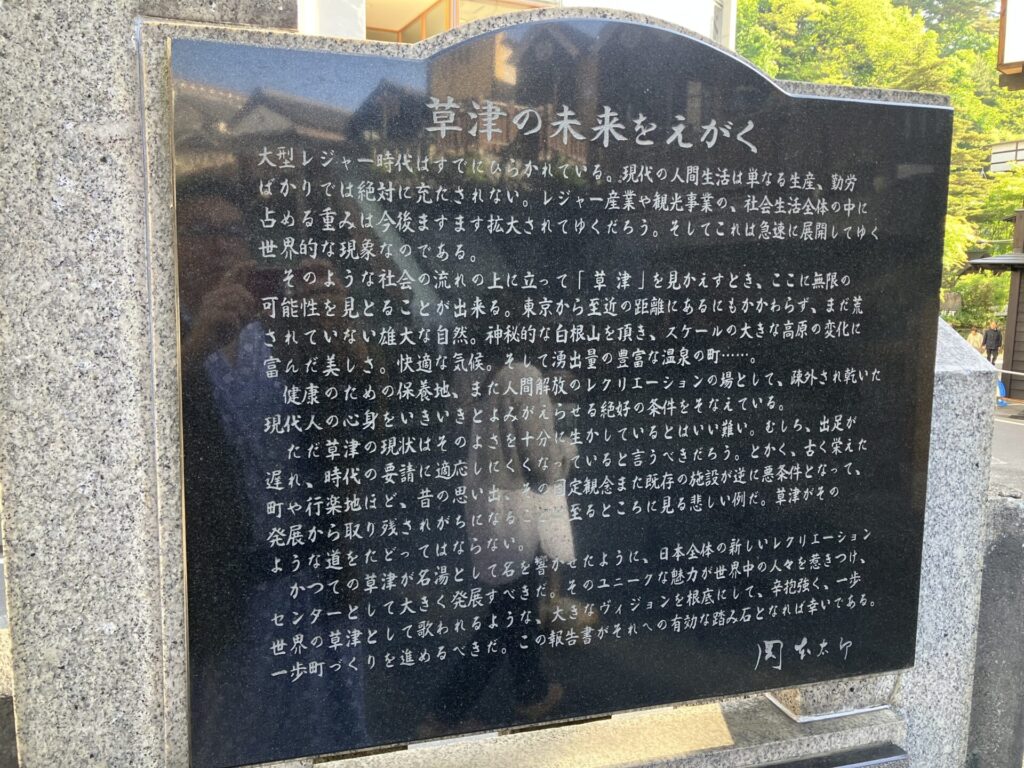 草津の未来をえがく
大型レジャー時代はすでにひらかれている。現代の人間生活は単なる生産、勤労
ばかりでは絶対に充たされない。レジャー産業や観光事業の、社会生活全体の中に
占める重みは今後ますます拡大されてゆくだろう。そしてこれは急速に展開してゆく
世界的な現象なのである。
そのような社会の流れの上に立って「草津」を見かえすとき、ここに無限の
可能性を見とることが出来る。東京から至近の距離にあるにもかかわらず、まだ荒
されていない雄大な自然。神秘的な白根山を頂き、スケールの大きな高原の変化に
富んだ美しさ。快適な気候。そして湧出量の豊富な温泉の町……。
健康のための保養地、また人間解放のレクリエーションの場として、疎外され乾いた
現代人の心身をいきいきとよみがえらせる絶好の条件をそなえている。
ただ草津の現状はそのよさを十分に生かしているとはいい難い。むしろ、出足が
遅れ、時代の要請に適応しにくくなっていると言うべきだろう。とかく、古く栄えた
町や行楽地ほど、昔の思い出、その固定観念また既存の施設が逆に悪条件となって、
発展から取り残されがちになること、至るところに見る悲しい例だ。草津がその
ような道をたどってはならない。
かつての草津が名湯として名を響かせたように、日本全体の新しいレクリエーション
センターとして大きく発展すべきだ。そのユニークな魅力が世界中の人々を惹きつけ、
世界の草津として歌われるような、大きなヴィジョンを根底にして、辛抱強く、一歩
一歩町づくりを進めるべきだ。この報告書がそれへの有効な踏み石となれば幸いである。
岡本太郎